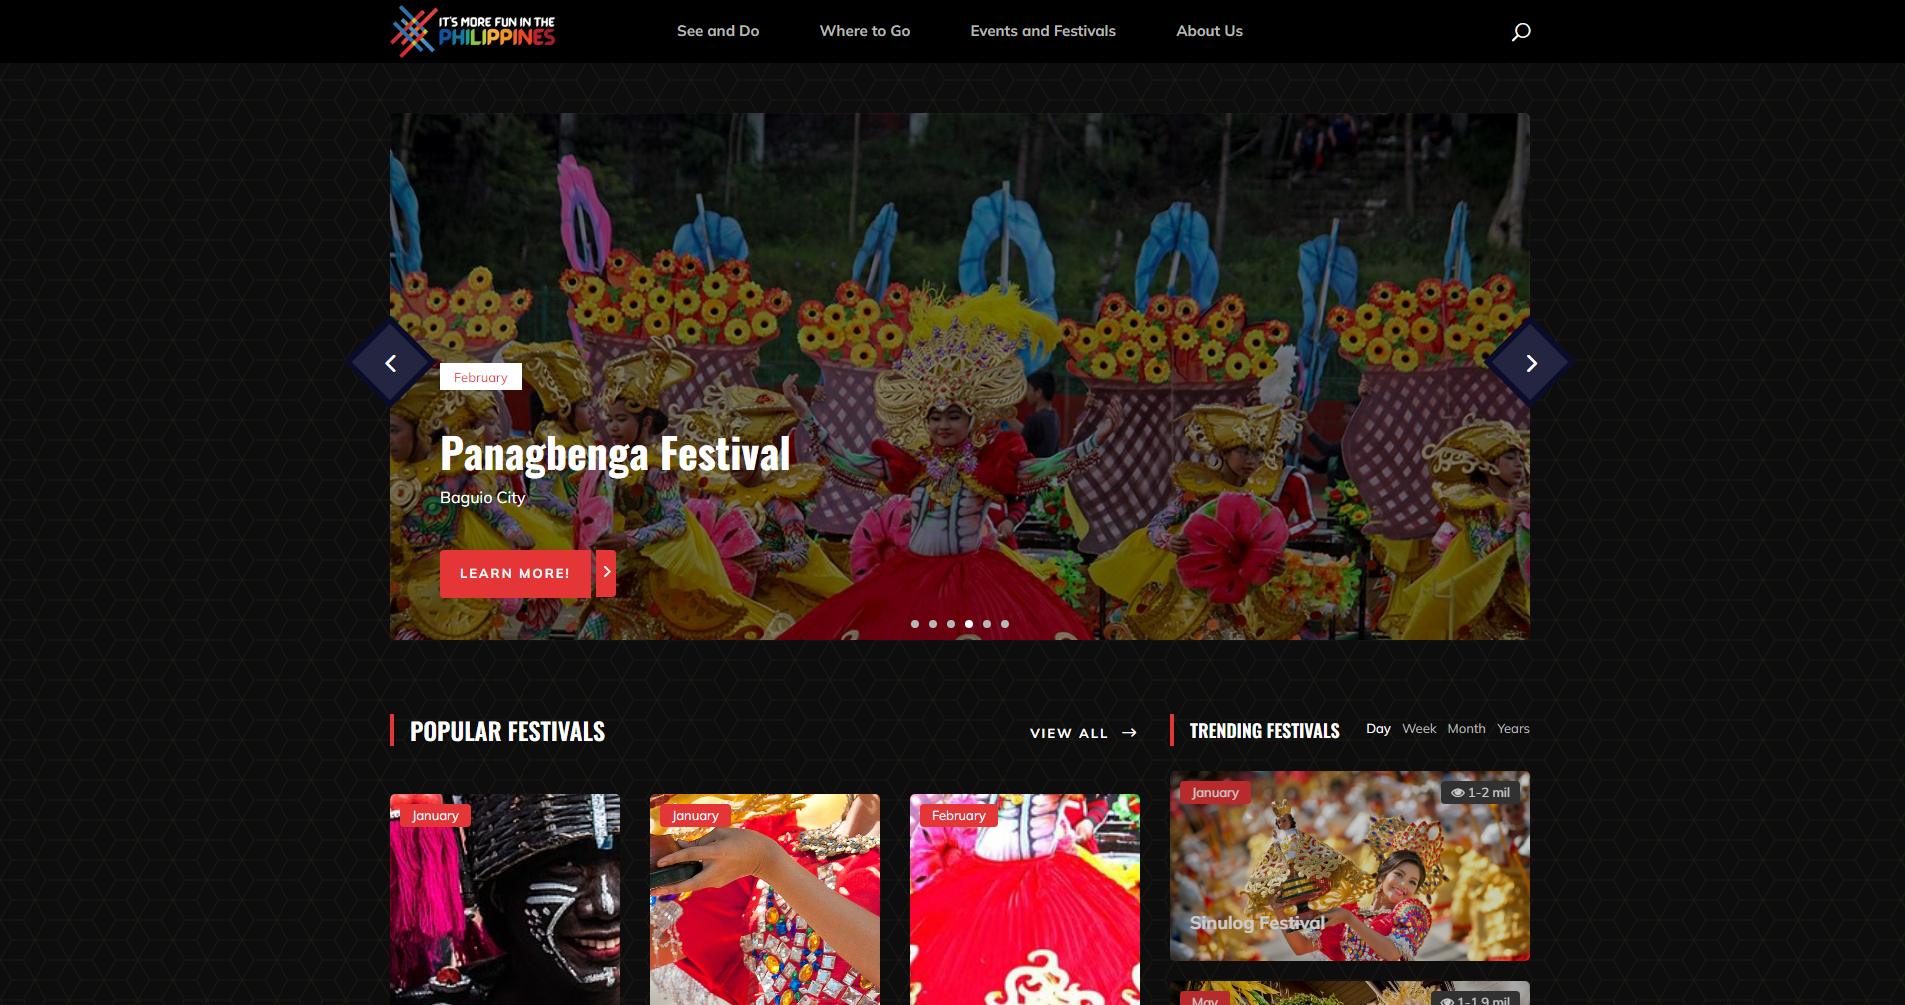 IT'S MORE FUN IN THE
PHILIPPINES
See and Do
Where to Go
Events and Festivals
About Us
February
Panagbenga Festival
Baguio City
LEARN MORE!
POPULAR FESTIVALS
VIEW ALL →
TRENDING FESTIVALS
Day Week Month Years
January
January
February
January
1-2 mil
Sinulog Festival
May
1-1.9 mil